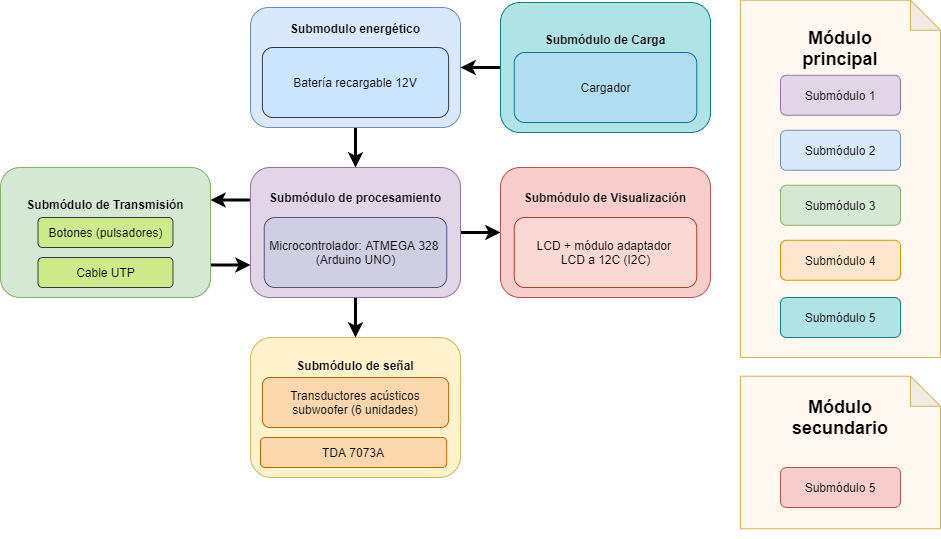 Submodulo energético
Batería recargable 12V
Submódulo de Carga
Cargador
Submódulo de Transmisión
Botones (pulsadores)
Cable UTP
Submódulo de procesamiento
Microcontrolador: ATMEGA 328
(Arduino UNO)
Submódulo de Visualización
LCD + módulo adaptador
LCD a 12C (I2C)
Submódulo de señal
Transductores acústicos
subwoofer (6 unidades)
TDA 7073A
Módulo
principal
Submódulo 1
Submódulo 2
Submódulo 3
Submódulo 4
Submódulo 5
Módulo
secundario
Submódulo 5